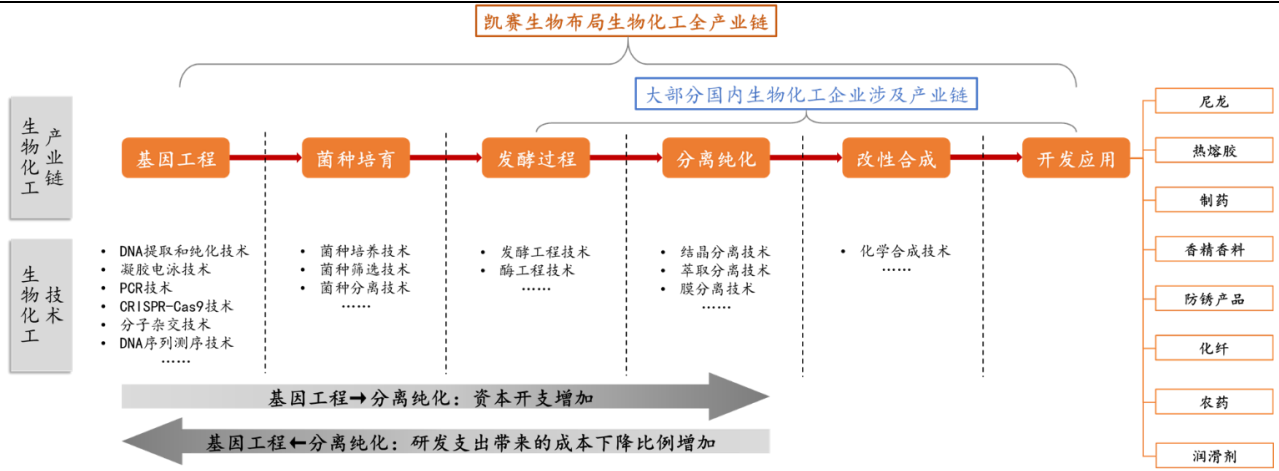 凯赛生物布局生物化工全产业链
大部分国内生物化工企业涉及产业链
生物化工
产业链
基因工程
菌种培育
发酵过程
分离纯化
改性合成
开发应用
尼龙
热熔胶
制药
香精香料
防锈产品
化纤
农药
润滑剂
生物化工
技术
• DNA提取和纯化技术
• 凝胶电泳技术
• PCR技术
• CRISPR-Cas9技术
• 分子杂交技术
• DNA序列测序技术
……
• 菌种培养技术
• 菌种筛选技术
• 菌种分离技术
……
• 发酵工程技术
• 酶工程技术
……
• 结晶分离技术
• 萃取分离技术
• 膜分离技术
……
• 化学合成技术
……
基因工程→分离纯化：资本开支增加
基因工程←分离纯化：研发支出带来的成本下降比例增加